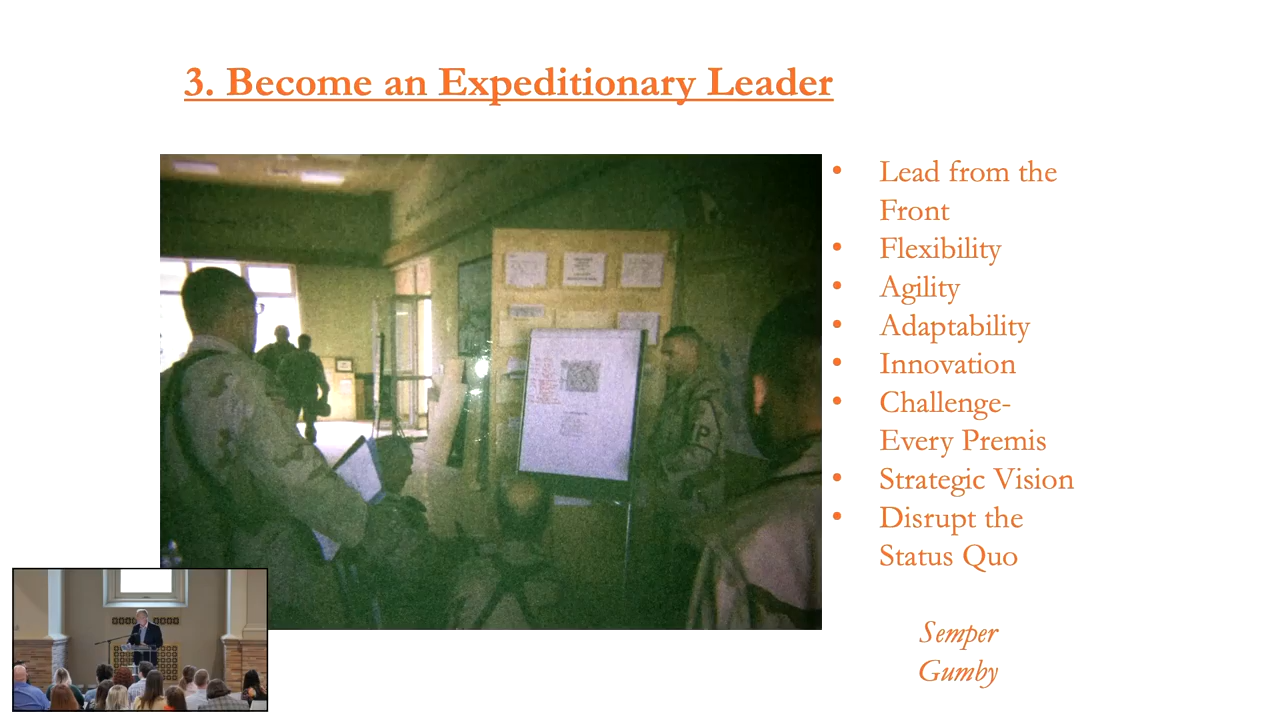 3. Become an Expeditionary Leader
• Lead from the
Front
• Flexibility
• Agility
• Adaptability
• Innovation
• Challenge-
Every Premis
• Strategic Vision
• Disrupt the
Status Quo
Semper
Gumby